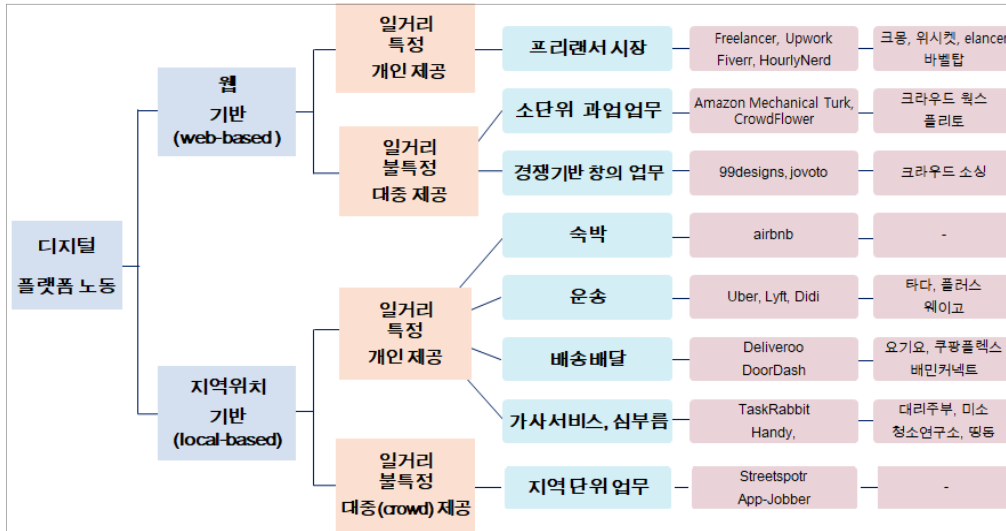 디지털
플랫폼 노동
웹
기반
(web-based)
일거리
특정
개인 제공
프리랜서 시장
Freelancer, Upwork
Fiverr, HourlyNerd
크몽, 위시켓, elancer
바벨탑
일거리
불특정
대중 제공
소단위 과업 업무
Amazon Mechanical Turk,
CrowdFlower
크라우드 웍스
플리토
경쟁기반 창의 업무
99designs, jovoto
크라우드 소싱
지역위치
기반
(local-based)
일거리
특정
개인 제공
숙박
airbnb
-
운송
Uber, Lyft, Didi
타다, 플러스
웨이고
배송배달
Deliveroo
DoorDash
요기요, 쿠팡플렉스
배민커넥트
가사서비스, 심부름
TaskRabbit
Handy,
대리주부, 미소
청소연구소, 띵동
일거리
불특정
대중(crowd) 제공
지역단위 업무
Streetspotr
App-Jobber
-